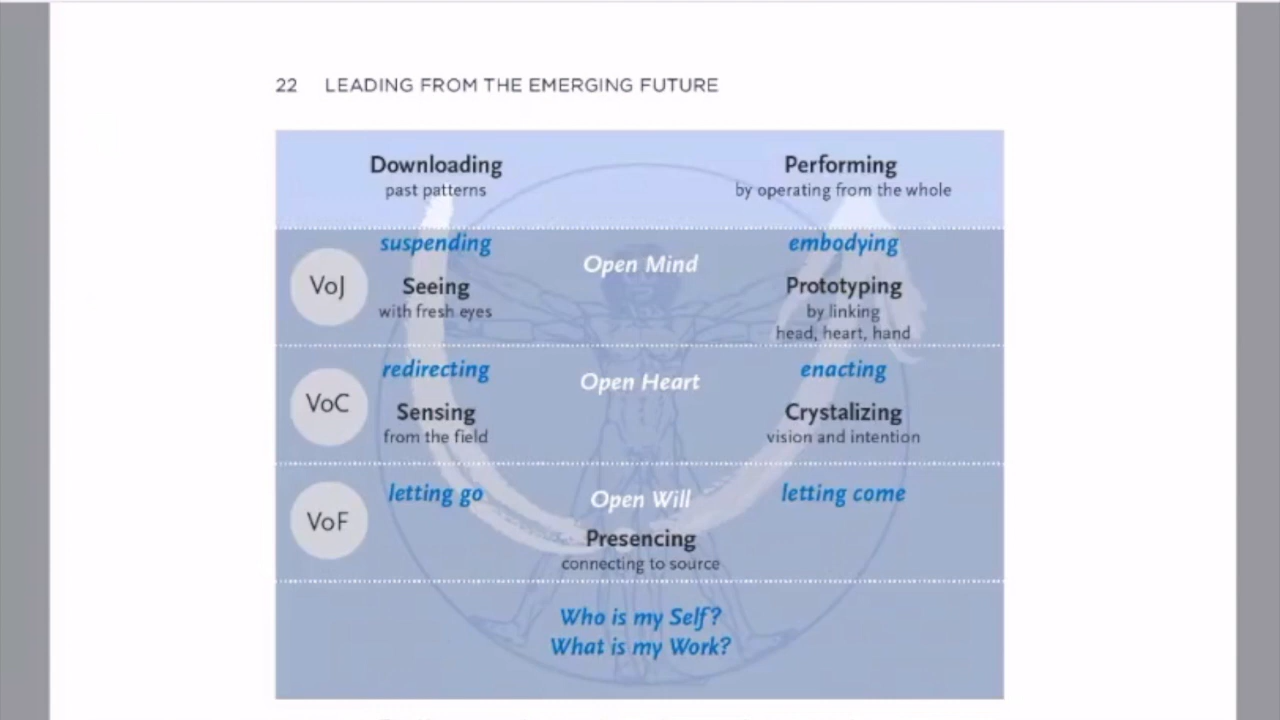 22 LEADING FROM THE EMERGING FUTURE
Downloading
past patterns
Performing
by operating from the whole
suspending
Open Mind
embodying
VoJ
Seeing
with fresh eyes
Prototyping
by linking
head, heart, hand
redirecting
Open Heart
enacting
VoC
Sensing
from the field
Crystalizing
vision and intention
letting go
Open Will
letting come
VoF
Presencing
connecting to source
Who is my Self?
What is my Work?